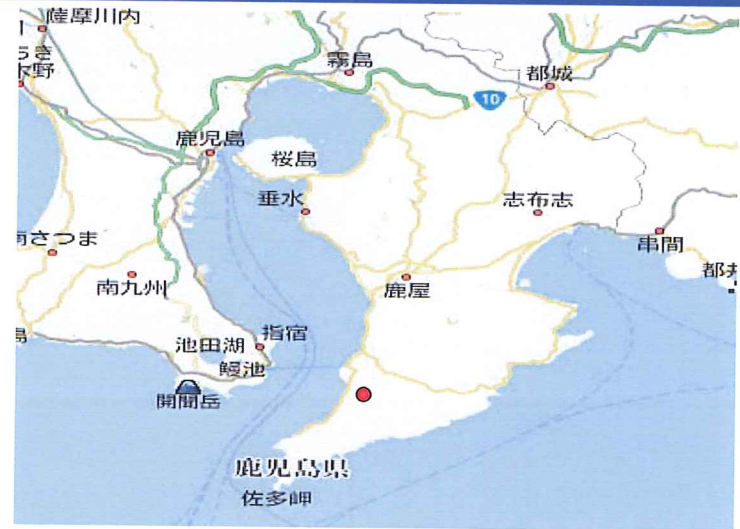 薩摩川内
霧島
都城
10
鹿児島
桜島
垂水
志布志
南さつま
串間
都井
南九州
鹿屋
池田湖
指宿
鰻池
開聞岳
鹿児島県
佐多岬